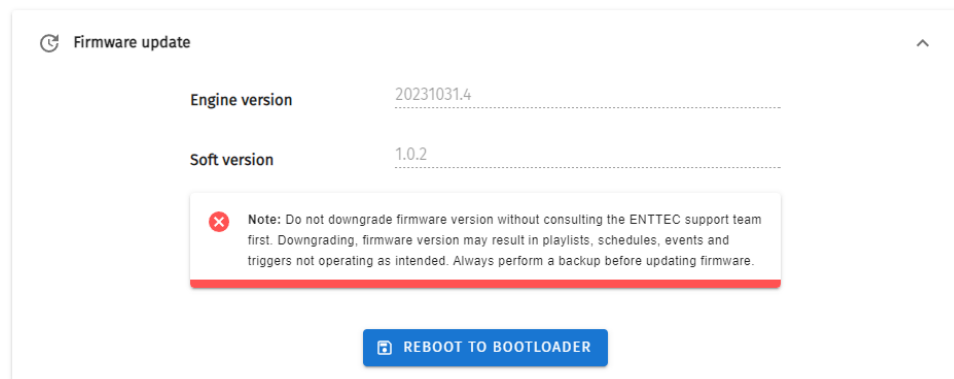 Firmware update
Engine version
20231031.4
Soft version
1.0.2
Note: Do not downgrade firmware version without consulting the ENTTEC support team
first. Downgrading, firmware version may result in playlists, schedules, events and
triggers not operating as intended. Always perform a backup before updating firmware.
REBOOT TO BOOTLOADER